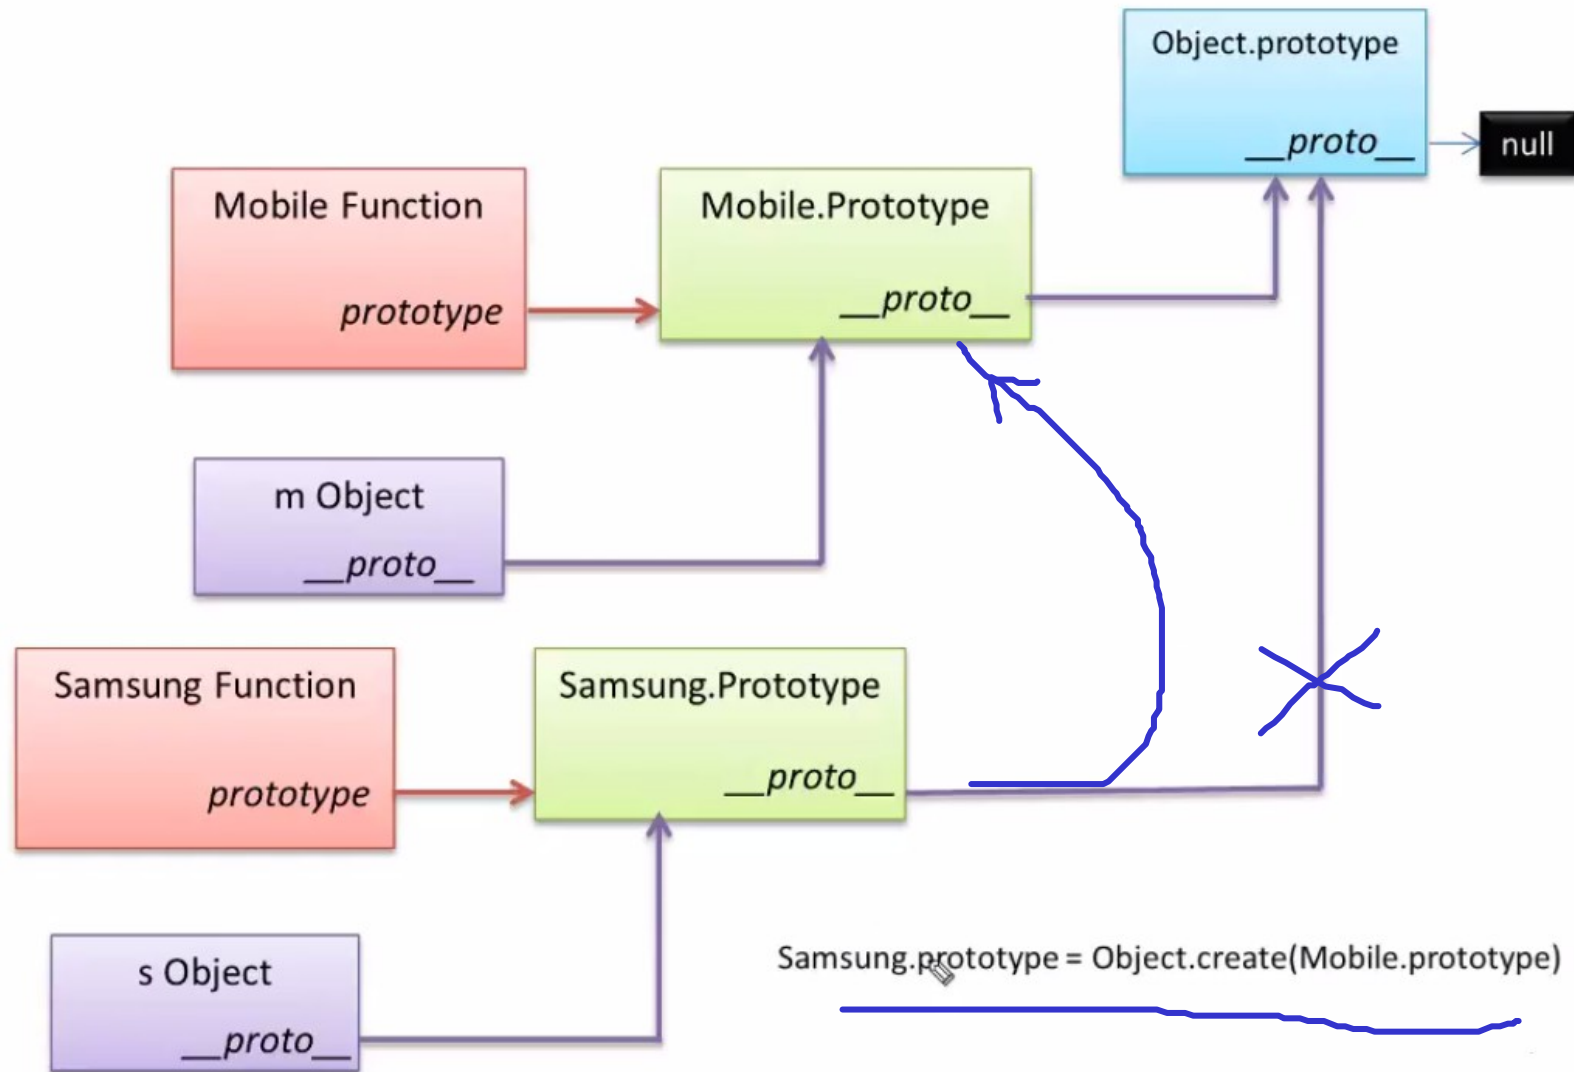 Object.prototype
__proto__
null
Mobile Function
prototype
Mobile.Prototype
__proto__
m Object
__proto__
Samsung Function
prototype
Samsung.Prototype
__proto__
s Object
__proto__
Samsung.prototype = Object.create(Mobile.prototype)